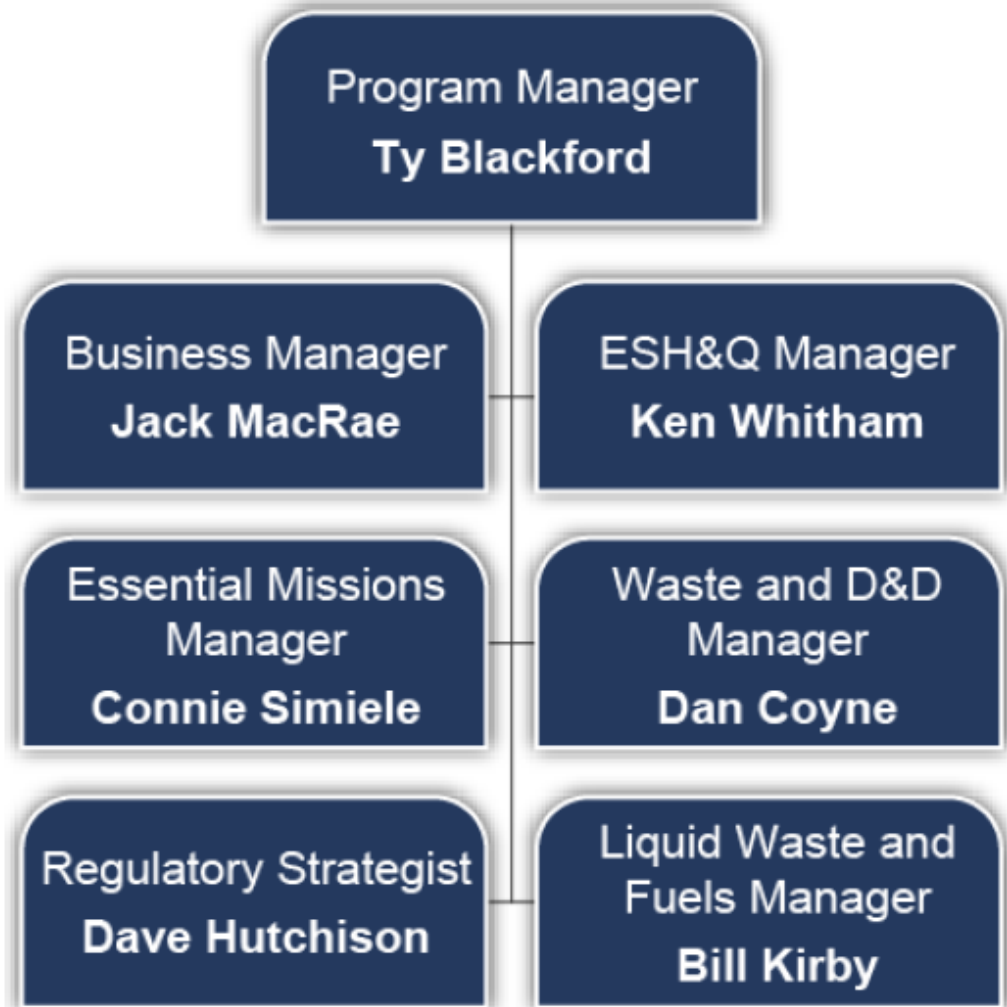 Program Manager
Ty Blackford
Business Manager
Jack MacRae
ESH&Q Manager
Ken Whitham
Essential Missions
Manager
Connie Simiele
Waste and D&D
Manager
Dan Coyne
Regulatory Strategist
Dave Hutchison
Liquid Waste and
Fuels Manager
Bill Kirby